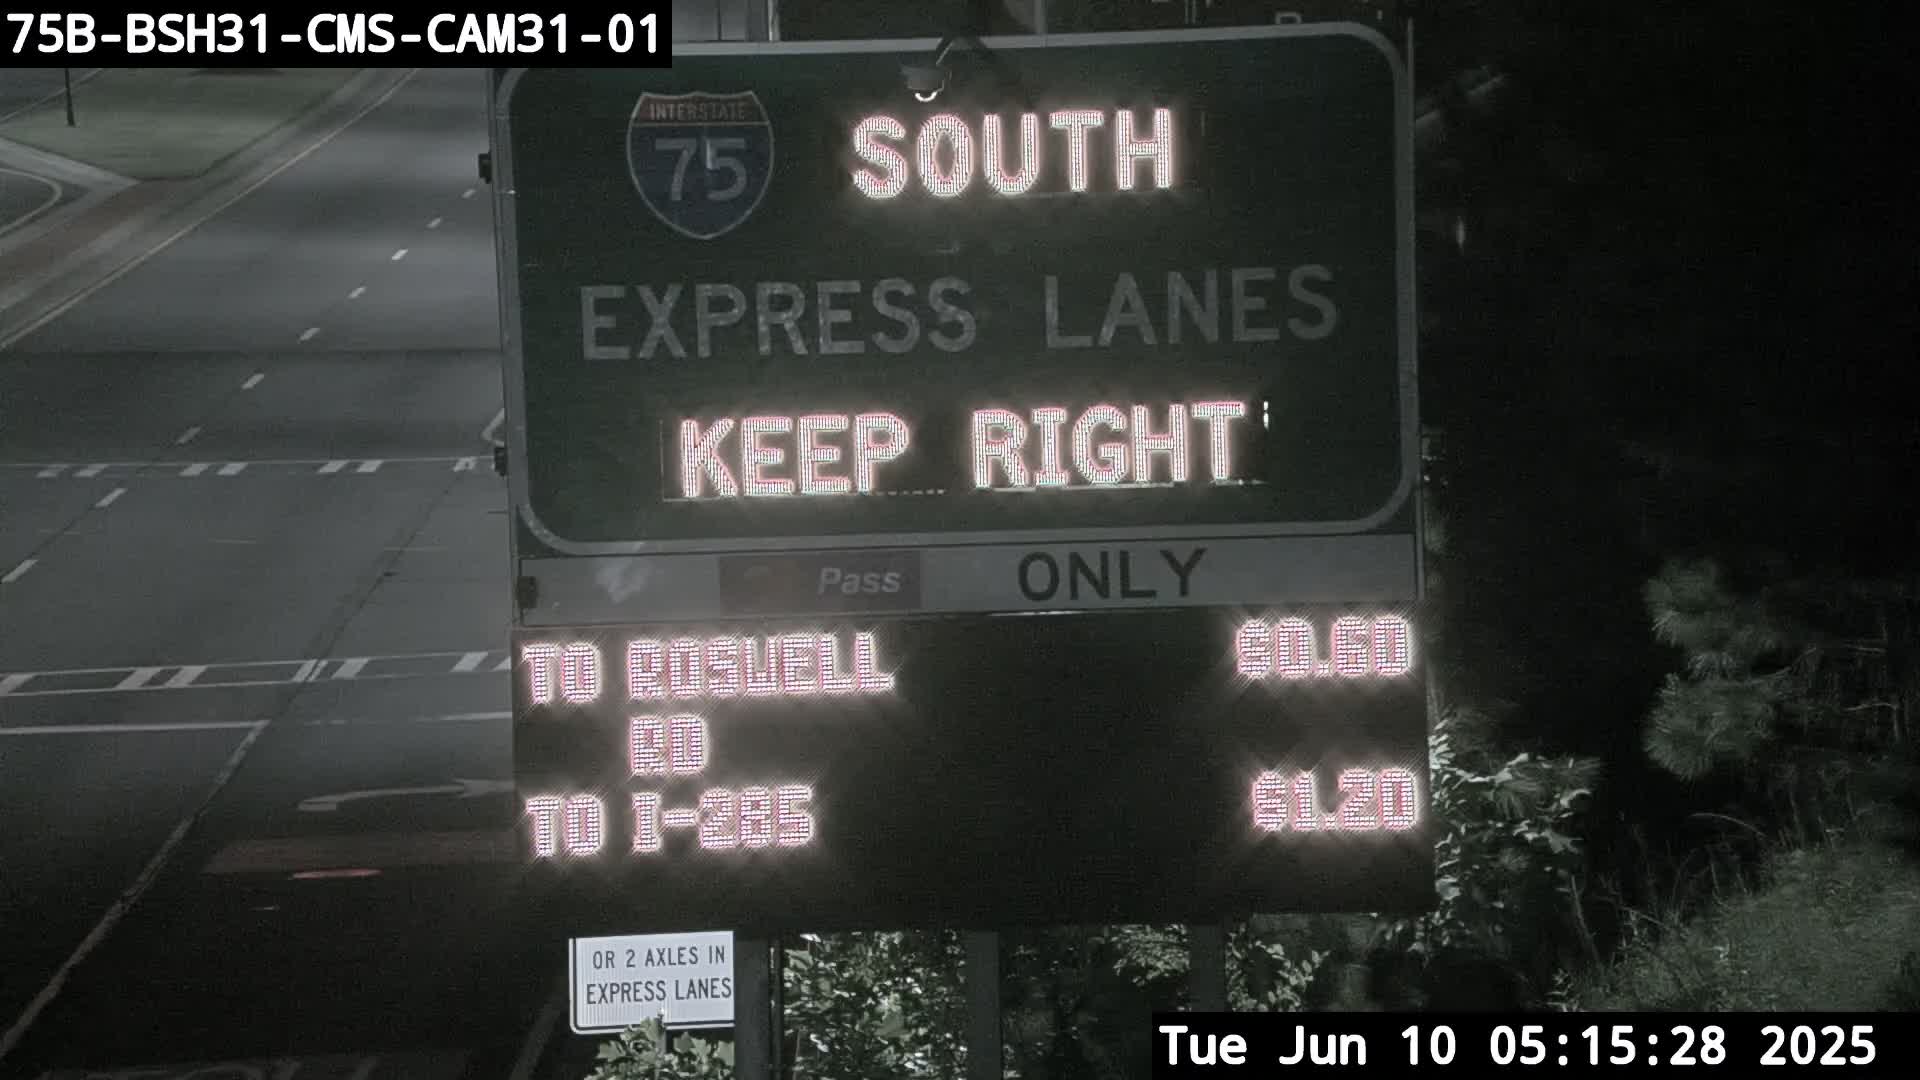 75B-BSH31-CMS-CAM31-01
INTERSTATE
75
SOUTH
EXPRESS LANES
KEEP RIGHT
Pass ONLY
TO ROSWELL $0.60
RD
TO I-285 $1.20
OR 2 AXLES IN
EXPRESS LANES
Tue Jun 10 05:15:28 2025